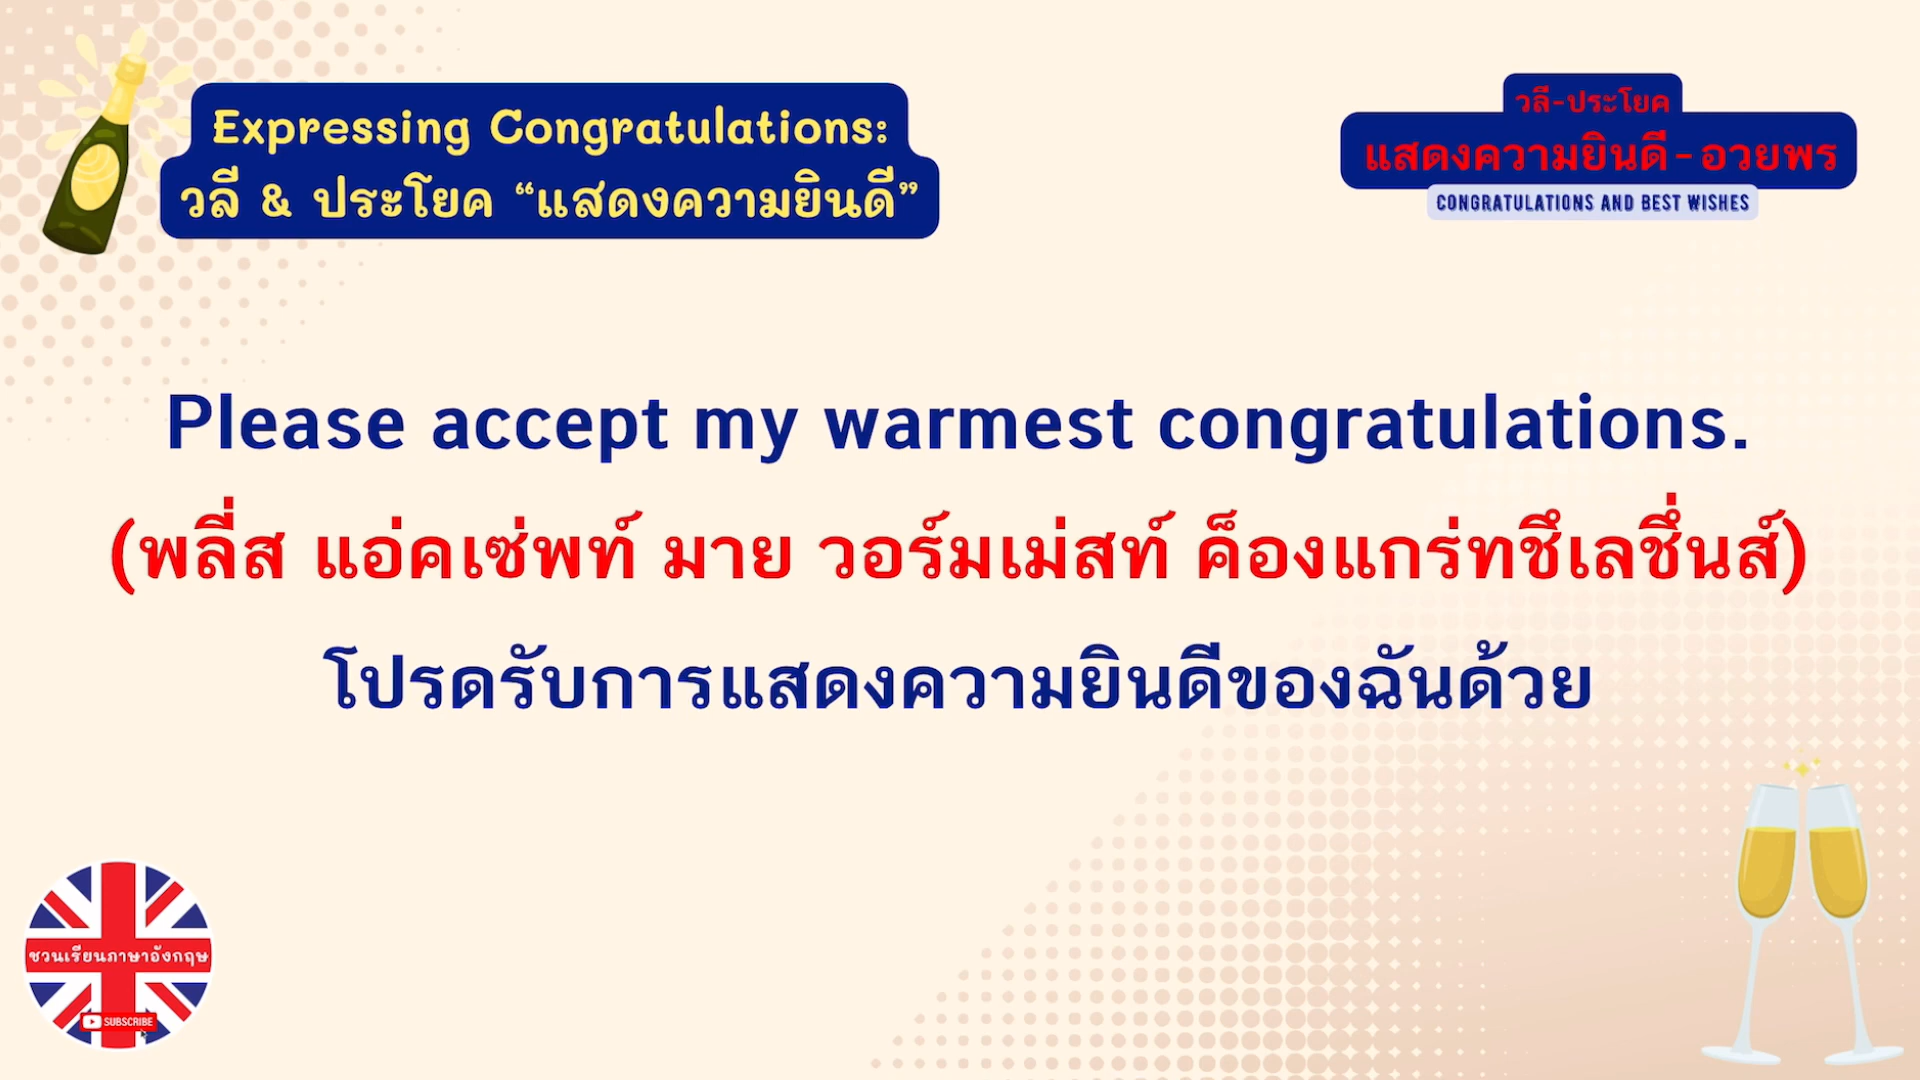 Expressing Congratulations:
วลี & ประโยค “แสดงความยินดี”
วลี-ประโยค
แสดงความยินดี-อวยพร
CONGRATULATIONS AND BEST WISHES
Please accept my warmest congratulations.
(พลี่ส แอ่คเซ่พท์ มาย วอร์มเม่สท์ ค็องแกร่ทชึเลชึ่นส์)
โปรดรับการแสดงความยินดีของฉันด้วย
ชวนเรียนภาษาอังกฤษ
SUBSCRIBE